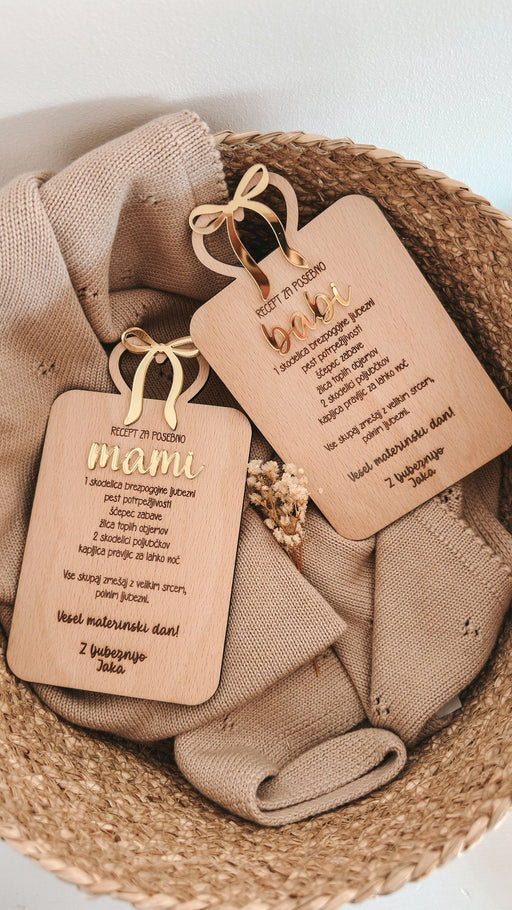 RECEPT ZA POSEBNO
mami
1 skodelica brezpogojne ljubezni
pest potrpežljivosti
ščepec zabave
žlica toplih objemov
2 skodelici poljubčkov
kapljica pravljic za lahko noč
Vse skupaj zmešaj z velikim srcem,
polnim ljubezni.
Vesel materinski dan!
Z ljubeznijo
Jaka
RECEPT ZA POSEBNO
babi
1 skodelica brezpogojne ljubezni
pest potrpežljivosti
ščepec zabave
žlica toplih objemov
2 skodelici poljubčkov
kapljica pravljic za lahko noč
Vse skupaj zmešaj z velikim srcem,
polnim ljubezni.
Vesel materinski dan!
Z ljubeznijo
Jaka